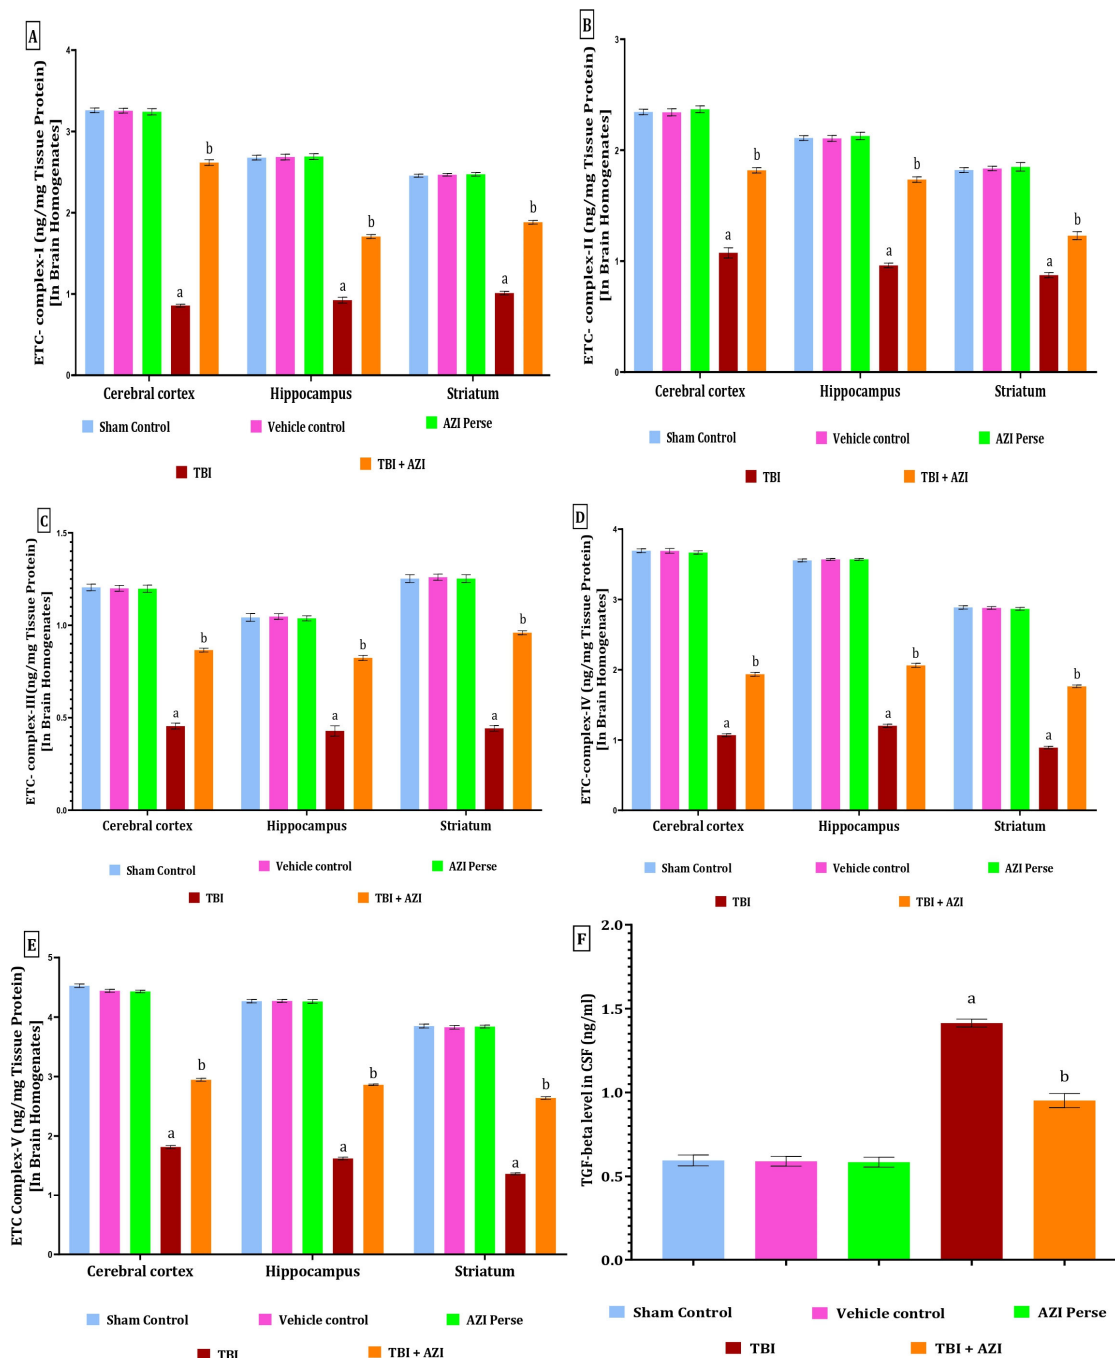 A
ETC- complex-I (ng/mg Tissue Protein)
[In Brain Homogenates]
4
3
2
1
0
a
b
a
b
a
b
Cerebral cortex
Hippocampus
Striatum
Sham Control
Vehicle control
AZI Perse
TBI
TBI + AZI
B
ETC- complex-II (ng/mg Tissue Protein)
[In Brain Homogenates]
3
2
1
0
a
b
a
b
a
b
Cerebral cortex
Hippocampus
Striatum
Sham Control
Vehicle control
AZI Perse
TBI
TBI + AZI
C
ETC- complex-III(ng/mg Tissue Protein)
[In Brain Homogenates]
1.5
1.0
0.5
0.0
a
b
a
b
a
b
Cerebral cortex
Hippocampus
Striatum
Sham Control
Vehicle control
AZI Perse
TBI
TBI + AZI
D
ETC-complex-IV (ng/mg Tissue Protein)
[In Brain Homogenates]
4
3
2
1
0
a
b
a
b
a
b
Cerebral cortex
Hippocampus
Striatum
Sham Control
Vehicle control
AZI Perse
TBI
TBI + AZI
E
ETC Complex-V (ng/mg Tissue Protein)
[In Brain Homogenates]
5
4
3
2
1
0
a
b
a
b
a
b
Cerebral cortex
Hippocampus
Striatum
Sham Control
Vehicle control
AZI Perse
TBI
TBI + AZI
F
TGF-beta level in CSF (ng/ml)
2.0
1.5
1.0
0.5
0.0
a
b
Sham Control
Vehicle control
AZI Perse
TBI
TBI + AZI